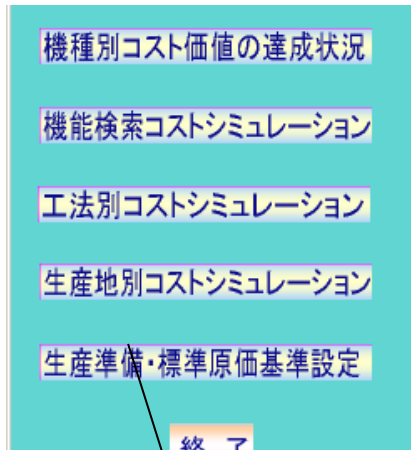 機種別コスト価値の達成状況
機能検索コストシミュレーション
工法別コストシミュレーション
生産地別コストシミュレーション
生産準備・標準原価基準設定
終 了